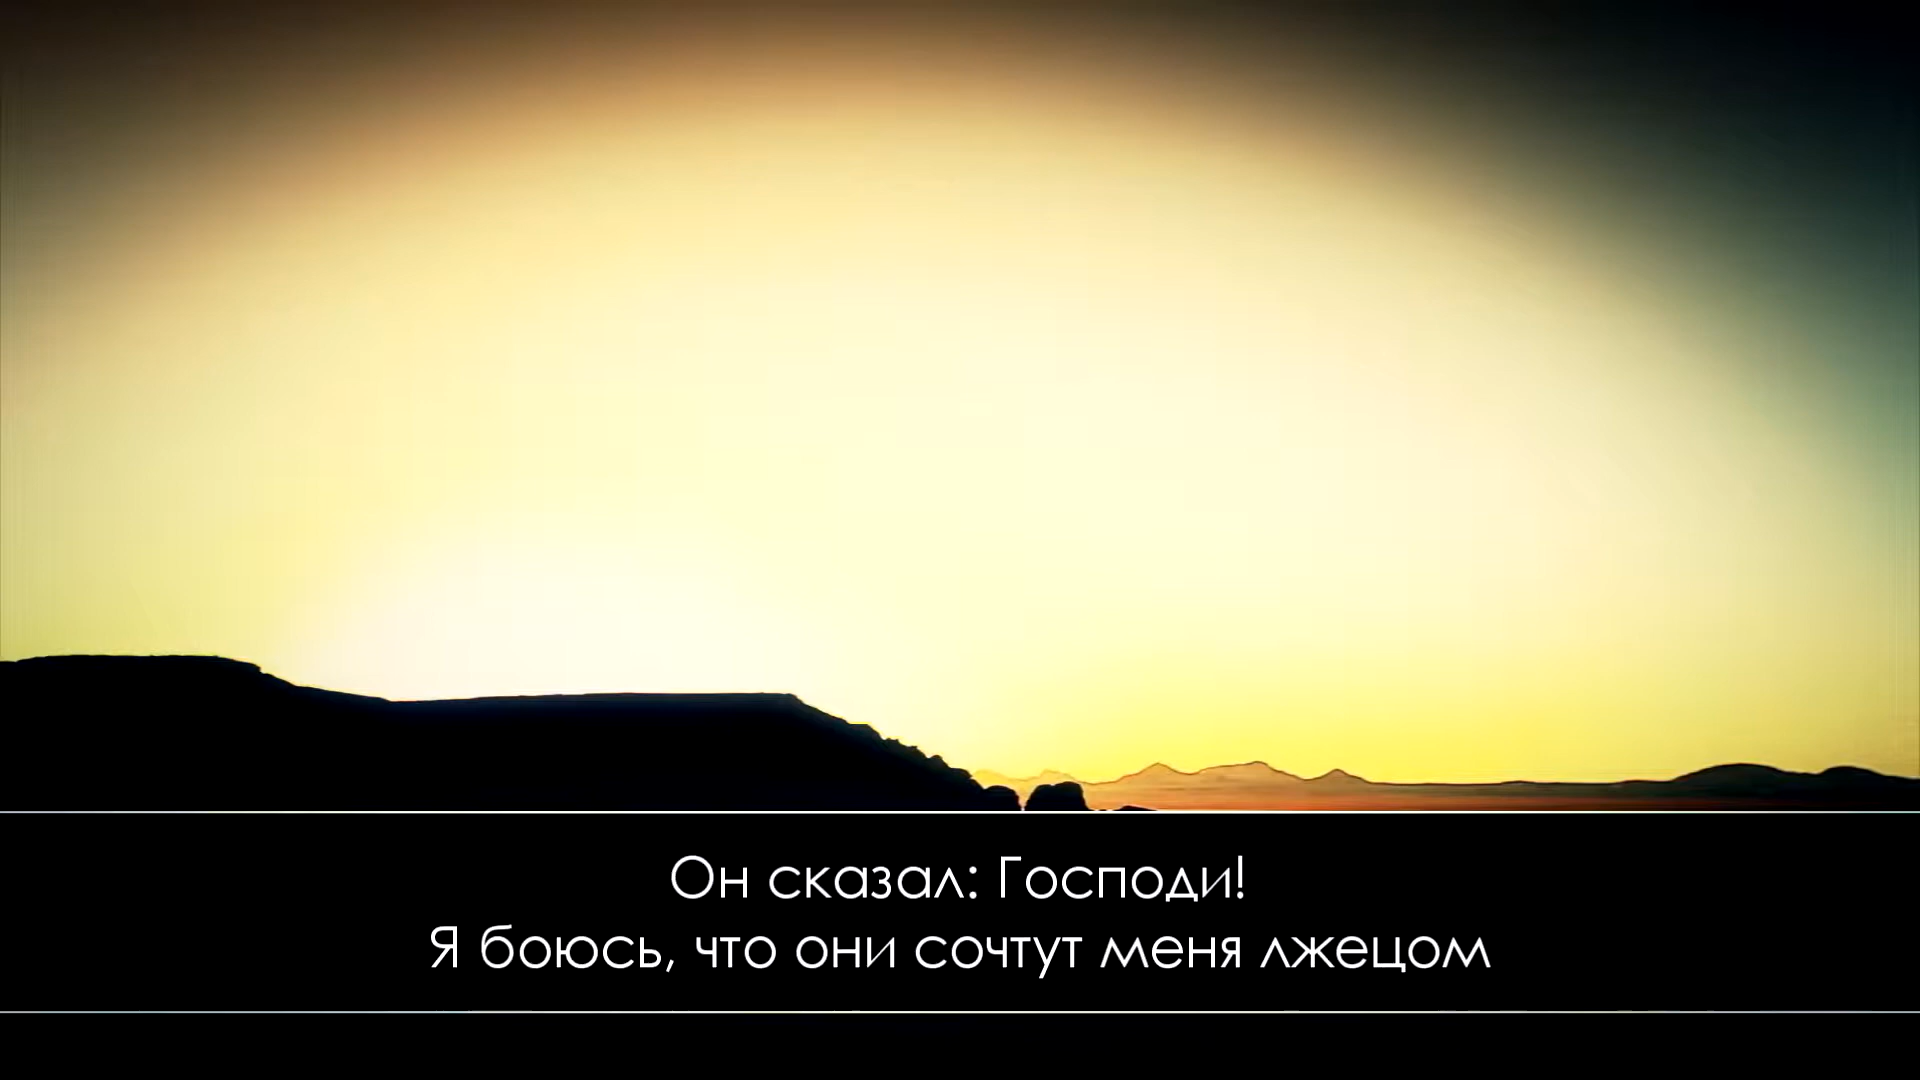 Он сказал: Господи!
Я боюсь, что они сочтут меня лжецом